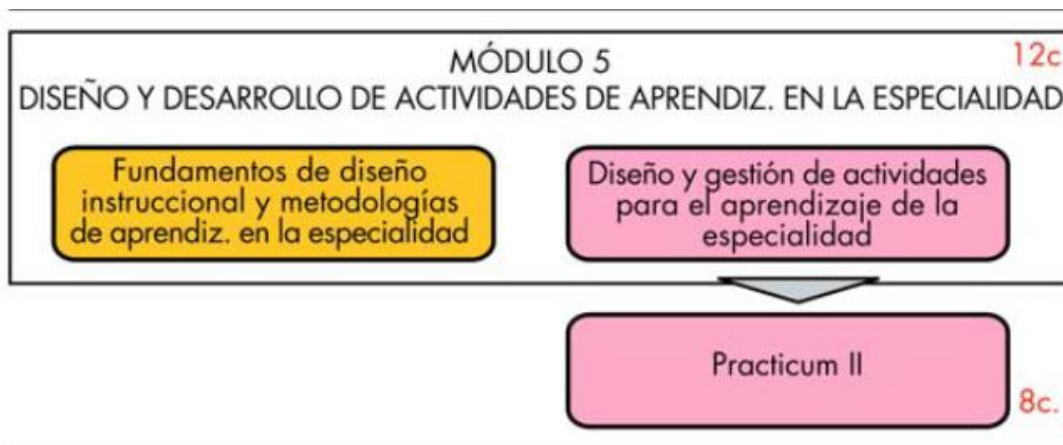 MÓDULO 5
12c
DISEÑO Y DESARROLLO DE ACTIVIDADES DE APRENDIZ. EN LA ESPECIALIDAD
Fundamentos de diseño
instruccional y metodologías
de aprendiz. en la especialidad
Diseño y gestión de actividades
para el aprendizaje de la
especialidad
Practicum II
8c.